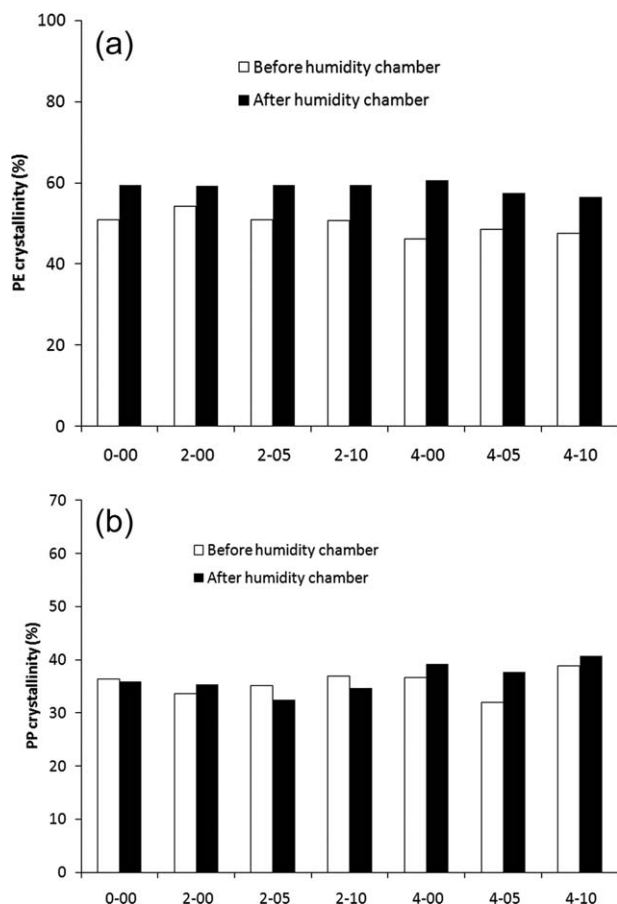 (a)
Before humidity chamber
After humidity chamber
PE crystallinity (%)
100
80
60
40
20
0
0-00 2-00 2-05 2-10 4-00 4-05 4-10
(b)
Before humidity chamber
After humidity chamber
PP crystallinity (%)
70
60
50
40
30
20
10
0
0-00 2-00 2-05 2-10 4-00 4-05 4-10